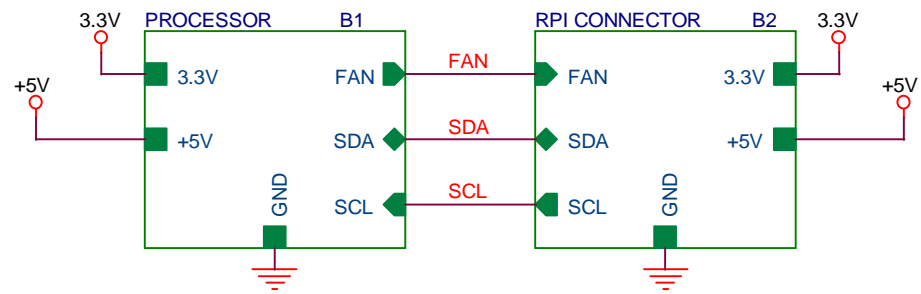 3.3V PROCESSOR B1 RPI CONNECTOR B2 3.3V
FAN
3.3V FAN FAN 3.3V
+5V +5V
SDA
+5V SDA SDA +5V
SCL
GND SCL GND SCL